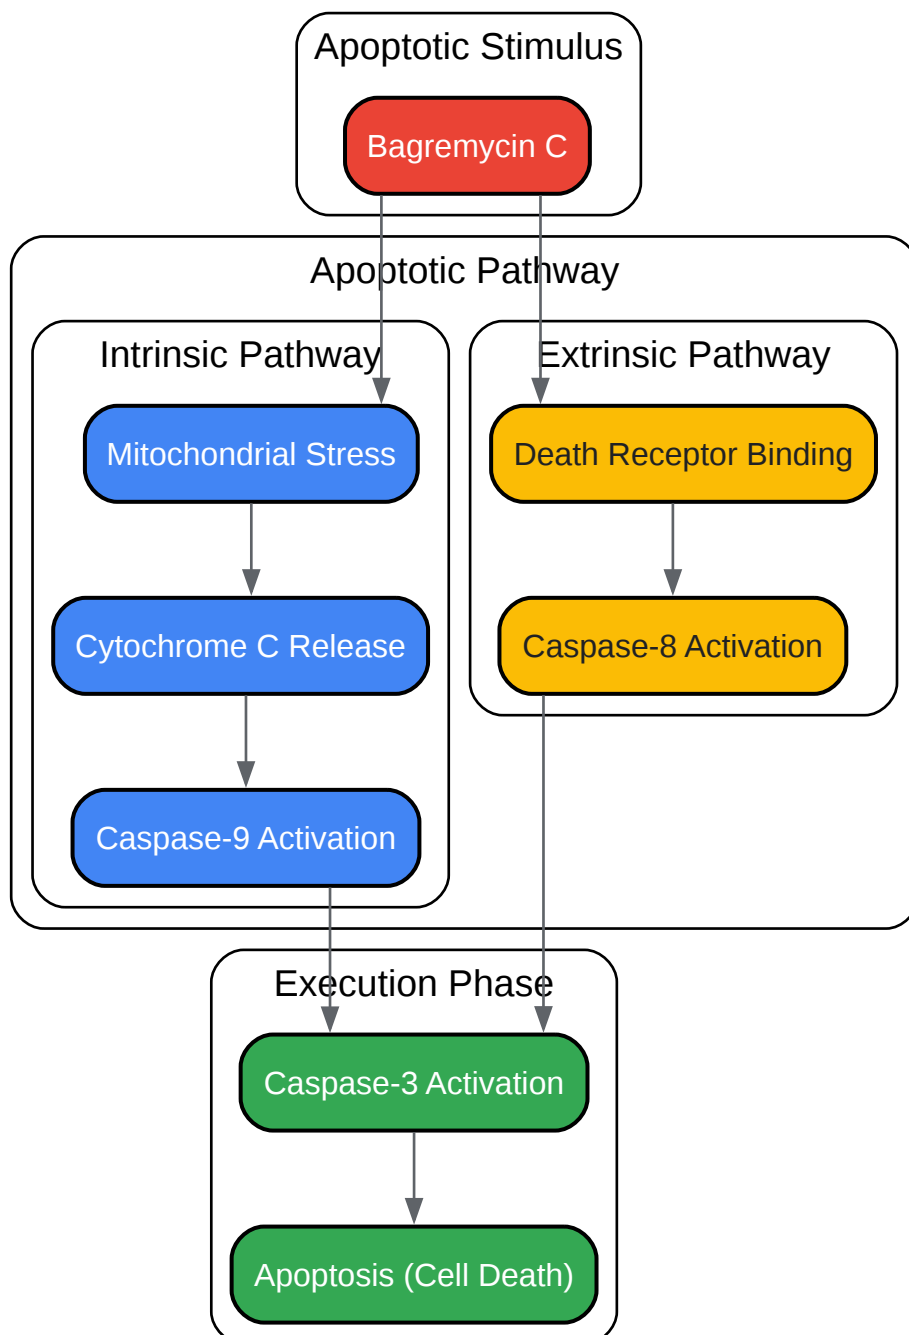 Apoptotic Stimulus
Bagremycin C
Apoptotic Pathway
Intrinsic Pathway
Extrinsic Pathway
Mitochondrial Stress
Death Receptor Binding
Cytochrome C Release
Caspase-8 Activation
Caspase-9 Activation
Execution Phase
Caspase-3 Activation
Apoptosis (Cell Death)